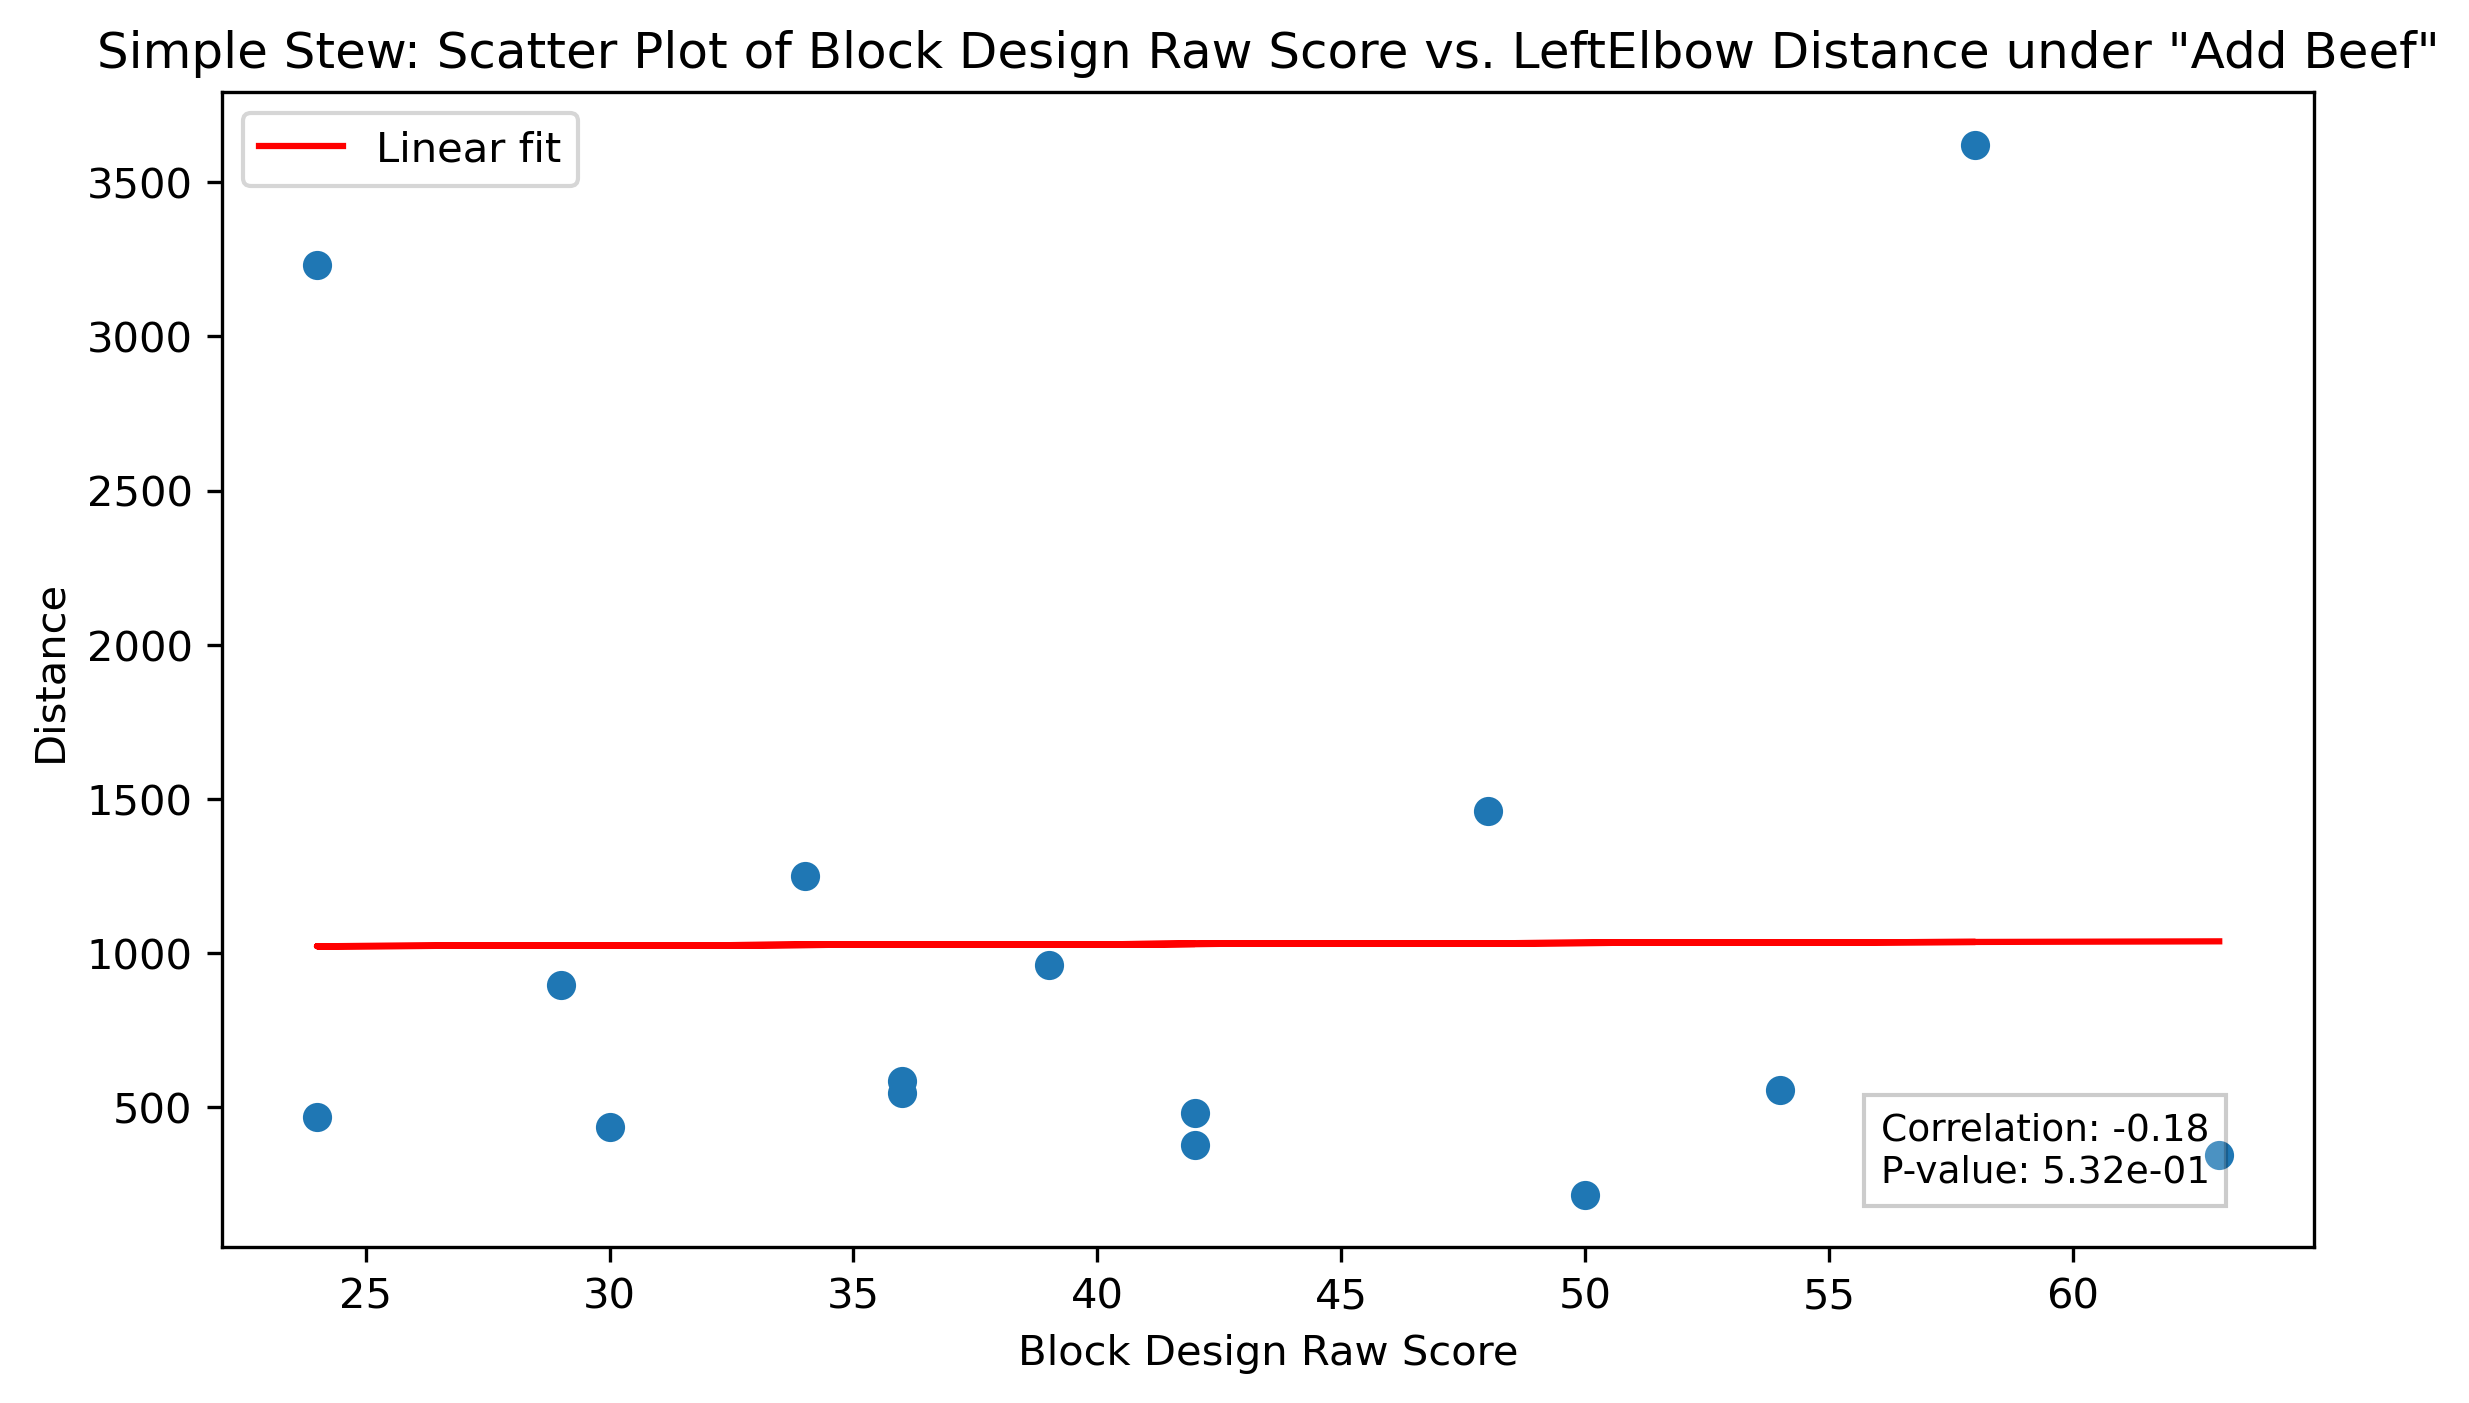 Simple Stew: Scatter Plot of Block Design Raw Score vs. LeftElbow Distance under "Add Beef"
Linear fit
3500
3000
2500
2000
1500
1000
500
Distance
Correlation: -0.18
P-value: 5.32e-01
25 30 35 40 45 50 55 60
Block Design Raw Score